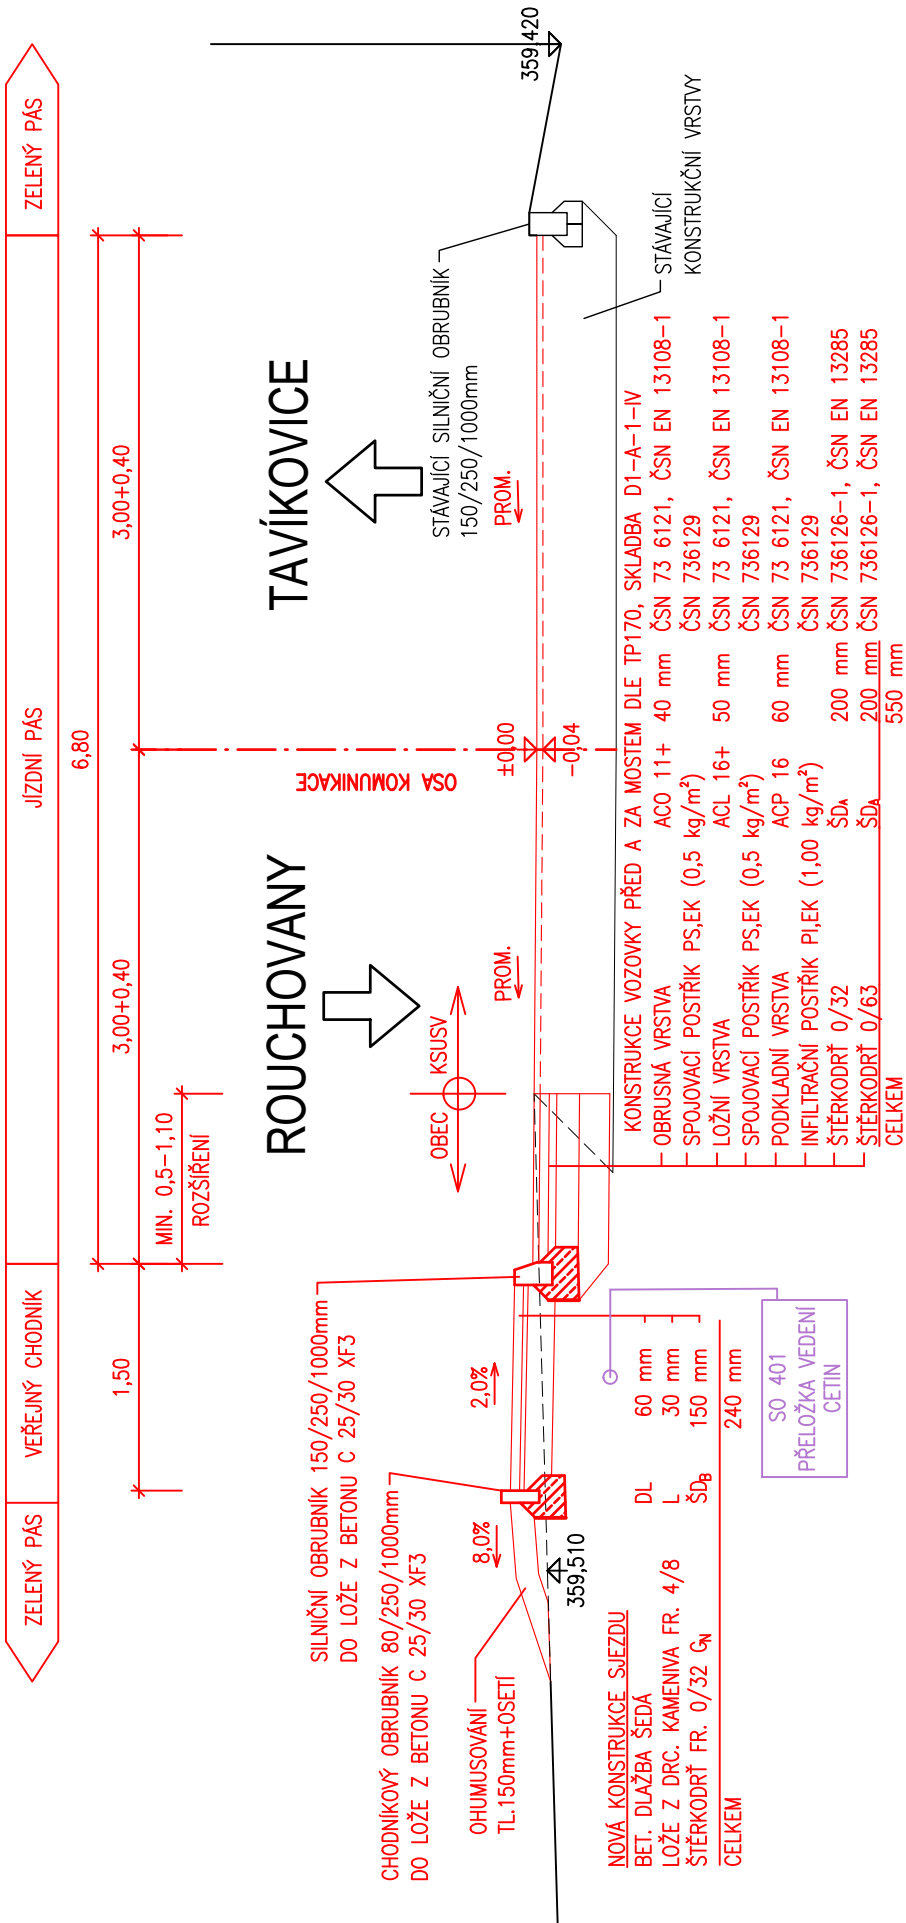 ZELENÝ PÁS
VEŘEJNÝ CHODNÍK
JÍZDNÍ PÁS
ZELENÝ PÁS
6,80
1,50
3,00+0,40
3,00+0,40
MIN. 0,5–1,10
ROZŠÍŘENÍ
ROUCHOVANY
TAVÍKOVICE
OSA KOMUNIKACE
SILNIČNÍ OBRUBNÍK 150/250/1000mm
DO LOŽE Z BETONU C 25/30 XF3
CHODNÍKOVÝ OBRUBNÍK 80/250/1000mm
DO LOŽE Z BETONU C 25/30 XF3
OHUMUSOVÁNÍ
TL.150mm+OSETÍ
OBEC
KSUSV
STÁVAJÍCÍ SILNIČNÍ OBRUBNÍK
150/250/1000mm
8,0%
2,0%
PROM.
PROM.
±0,00
-0,04
359,420
359,510
STÁVAJÍCÍ
KONSTRUKČNÍ VRSTVY
NOVÁ KONSTRUKCE SJEZDU
BET. DLAŽBA ŠEDÁ DL 60 mm
LOŽE Z DRC. KAMENIVA FR. 4/8 L 30 mm
ŠTĚRKODRŤ FR. 0/32 GN ŠDB 150 mm
CELKEM 240 mm
SO 401
PŘELOŽKA VEDENÍ
CETIN
KONSTRUKCE VOZOVKY PŘED A ZA MOSTEM DLE TP170, SKLADBA D1-A-1-IV
OBRUSNÁ VRSTVA ACO 11+ 40 mm ČSN 73 6121, ČSN EN 13108-1
SPOJOVACÍ POSTŘIK PS,EK (0,5 kg/m²) ČSN 736129
LOŽNÍ VRSTVA ACL 16+ 50 mm ČSN 73 6121, ČSN EN 13108-1
SPOJOVACÍ POSTŘIK PS,EK (0,5 kg/m²) ČSN 736129
PODKLADNÍ VRSTVA ACP 16 60 mm ČSN 73 6121, ČSN EN 13108-1
INFILTRAČNÍ POSTŘIK PI,EK (1,00 kg/m²) ČSN 736129
ŠTĚRKODRŤ 0/32 ŠDA 200 mm ČSN 736126-1, ČSN EN 13285
ŠTĚRKODRŤ 0/63 ŠDA 200 mm ČSN 736126-1, ČSN EN 13285
CELKEM 550 mm